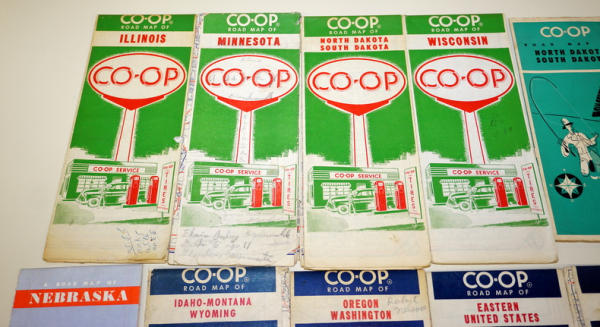 CO-OP
ROAD MAP OF
ILLINOIS
CO-OP
CO-OP SERVICE
TIRES
CO-OP
ROAD MAP OF
MINNESOTA
CO-OP
CO-OP SERVICE
TIRES
CO-OP
ROAD MAP OF
NORTH DAKOTA
SOUTH DAKOTA
CO-OP
CO-OP SERVICE
TIRES
CO-OP
ROAD MAP OF
WISCONSIN
CO-OP
CO-OP SERVICE
TIRES
CO-OP
ROAD MAP
NORTH DAKOTA
SOUTH DAKOTA
A ROAD MAP OF
NEBRASKA
CO-OP
ROAD MAP OF
IDAHO-MONTANA
WYOMING
CO-OP
ROAD MAP OF
OREGON
WASHINGTON
CO-OP
ROAD MAP OF
EASTERN
UNITED STATES